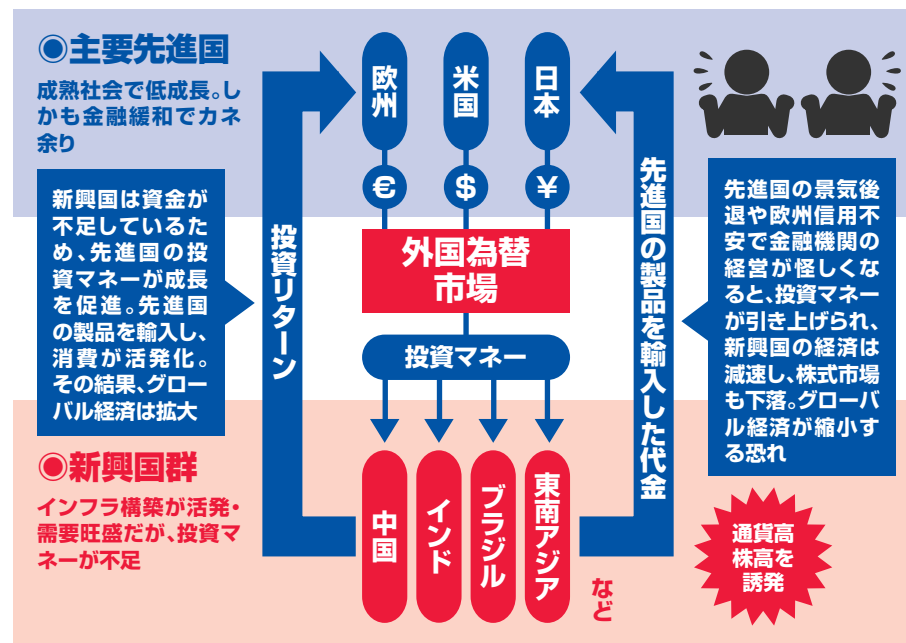 ◉主要先進国
成熟社会で低成長。し
かも金融緩和でカネ
余り
欧州
米国
日本
€
$
¥
外国為替
市場
投資マネー
新興国は資金が
不足しているた
め、先進国の投
資マネーが成長
を促進。先進国
の製品を輸入し、
消費が活発化。
その結果、グロー
バル経済は拡大
投資リターン
先進国の製品を輸入した代金
先進国の景気後
退や欧州信用不
安で金融機関の
経営が怪しくな
ると、投資マネー
が引き上げられ、
新興国の経済は
減速し、株式市場
も下落。グローバ
ル経済が縮小す
る恐れ
◉新興国群
インフラ構築が活発・
需要旺盛だが、投資マ
ネーが不足
中国
インド
ブラジル
東南アジア
など
通貨高
株高を
誘発